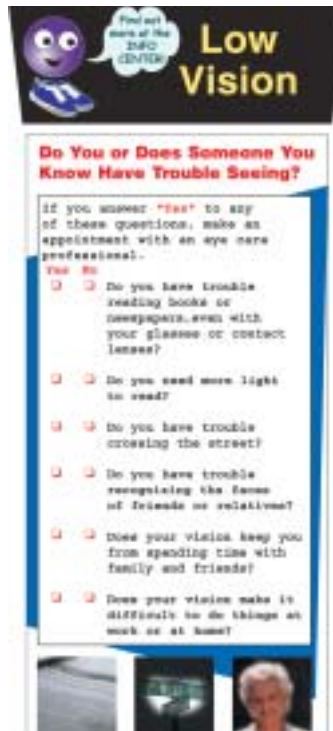 Find out
more at the
INFO
CENTER!
Low
Vision
Do You or Does Someone You
Know Have Trouble Seeing?
If you answer "Yes" to any
of these questions, make an
appointment with an eye care
professional.
Yes No
Do you have trouble
reading books or
newspapers, even with
your glasses or contact
lenses?
Do you need more light
to read?
Do you have trouble
crossing the street?
Do you have trouble
recognizing the faces
of friends or relatives?
Does your vision keep you
from spending time with
family and friends?
Does your vision make it
difficult to do things at
work or at home?